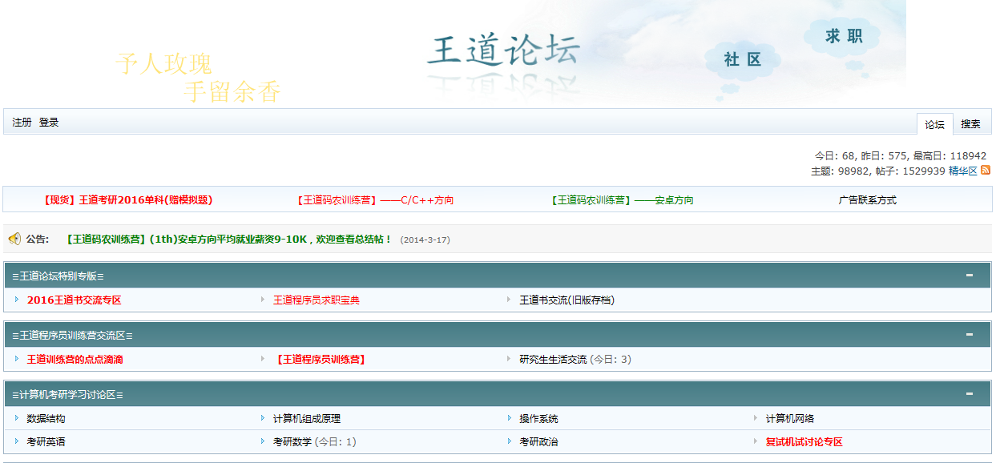 予人玫瑰
手留余香
王道论坛
社区
求职
注册 登录
论坛 搜索
今日: 68, 昨日: 575, 最高日: 118942
主题: 98982, 帖子: 1529939 精华区
【现货】王道考研2016单科(赠模拟题) 【王道码农训练营】——C/C++方向 【王道码农训练营】——安卓方向 广告联系方式
公告: 【王道码农训练营】(1th)安卓方向平均就业薪资9-10K，欢迎查看总结帖！ (2014-3-17)
≡王道论坛特别专版≡
2016王道书交流专区 王道程序员求职宝典 王道书交流(旧版存档)
≡王道程序员训练营交流区≡
王道训练营的点点滴滴 【王道程序员训练营】 研究生生活交流 (今日: 3)
≡计算机考研学习讨论区≡
数据结构 计算机组成原理 操作系统 计算机网络
考研英语 考研数学 (今日: 1) 考研政治 复试机试讨论专区